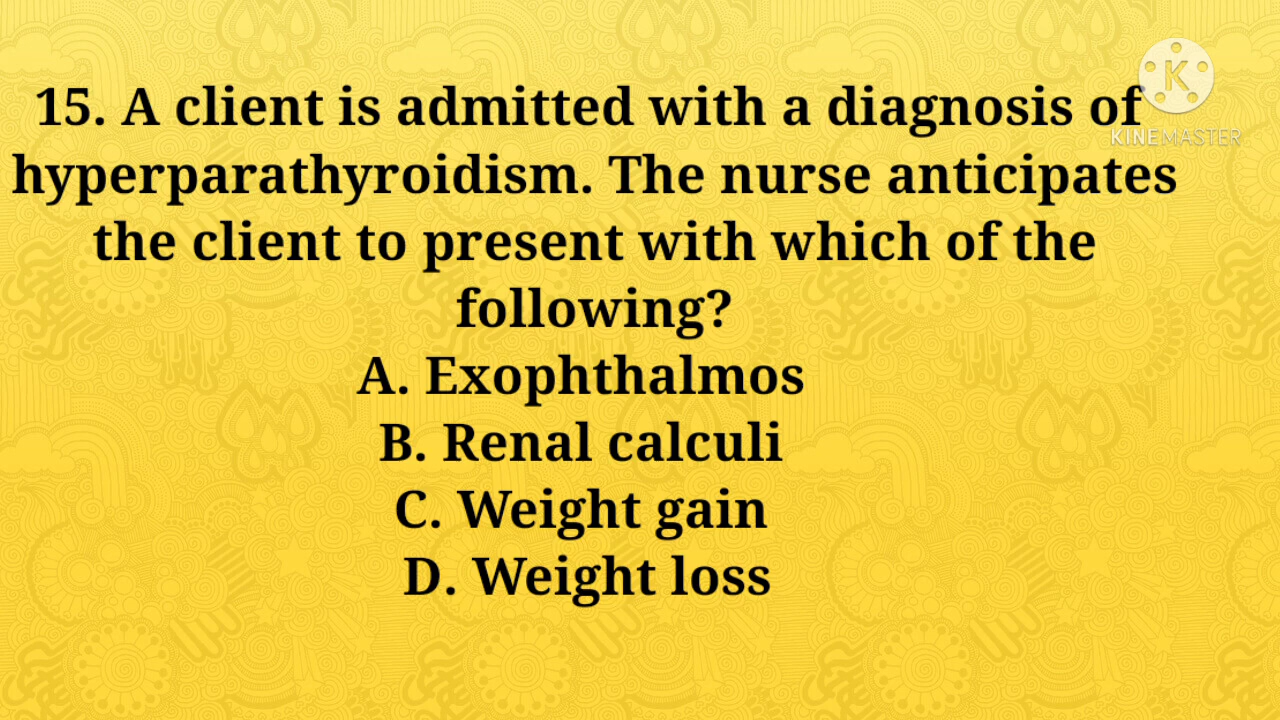 15. A client is admitted with a diagnosis of
hyperparathyroidism. The nurse anticipates
the client to present with which of the
following?
A. Exophthalmos
B. Renal calculi
C. Weight gain
D. Weight loss
K
KINEMASTER